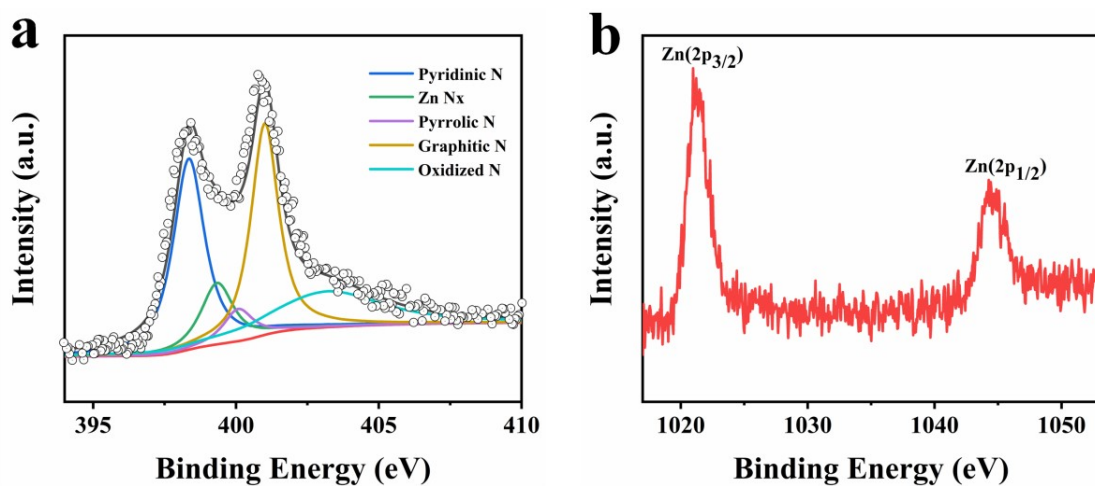 a
Intensity (a.u.)
Pyridinic N
Zn Nx
Pyrrolic N
Graphitic N
Oxidized N
395 400 405 410
Binding Energy (eV)
b
Intensity (a.u.)
Zn(2p3/2)
Zn(2p1/2)
1020 1030 1040 1050
Binding Energy (eV)